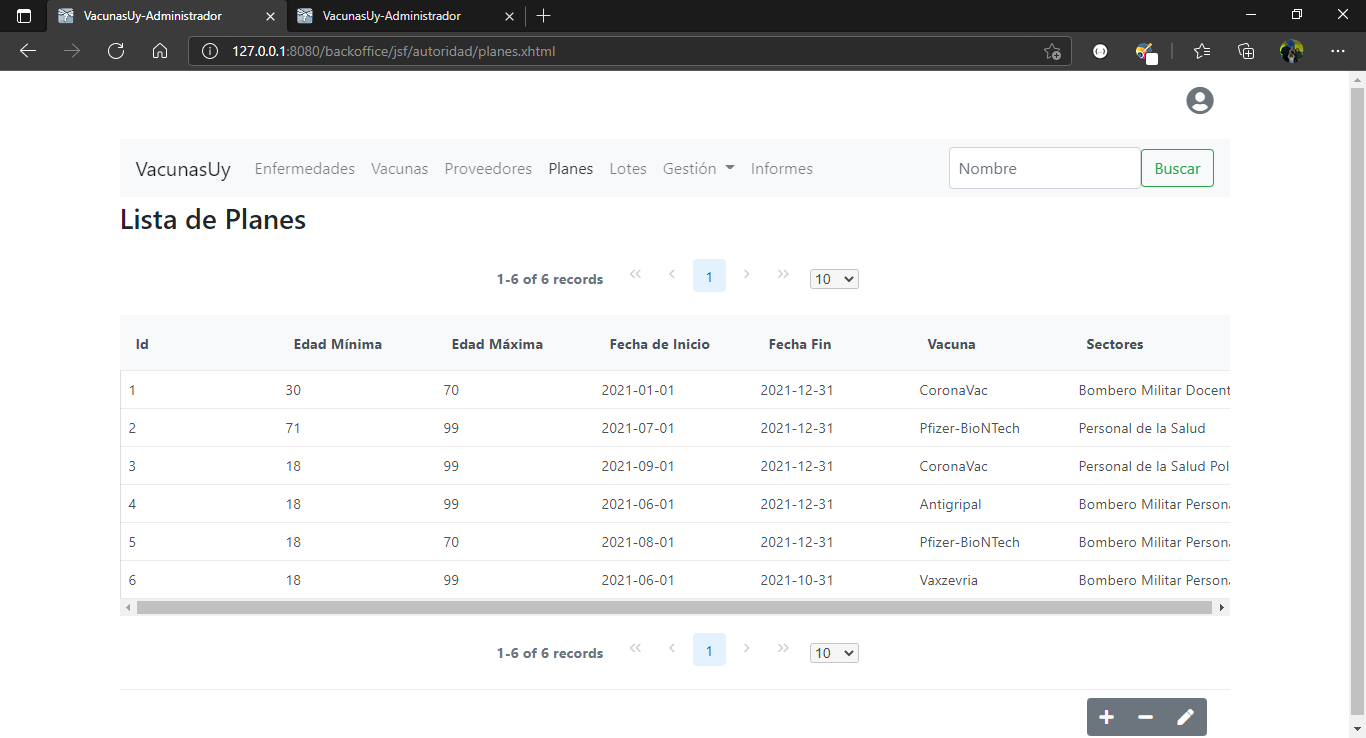 VacunasUy-Administrador VacunasUy-Administrador
127.0.0.1:8080/backoffice/jsf/autoridad/planes.xhtml
VacunasUy Enfermedades Vacunas Proveedores Planes Lotes Gestión Informes Nombre Buscar
Lista de Planes
1-6 of 6 records 1 10
Id Edad Mínima Edad Máxima Fecha de Inicio Fecha Fin Vacuna Sectores
1 30 70 2021-01-01 2021-12-31 CoronaVac Bombero Militar Docent
2 71 99 2021-07-01 2021-12-31 Pfizer-BioNTech Personal de la Salud
3 18 99 2021-09-01 2021-12-31 CoronaVac Personal de la Salud Pol
4 18 99 2021-06-01 2021-12-31 Antigripal Bombero Militar Persona
5 18 70 2021-08-01 2021-12-31 Pfizer-BioNTech Bombero Militar Persona
6 18 99 2021-06-01 2021-10-31 Vaxzevria Bombero Militar Persona
1-6 of 6 records 1 10